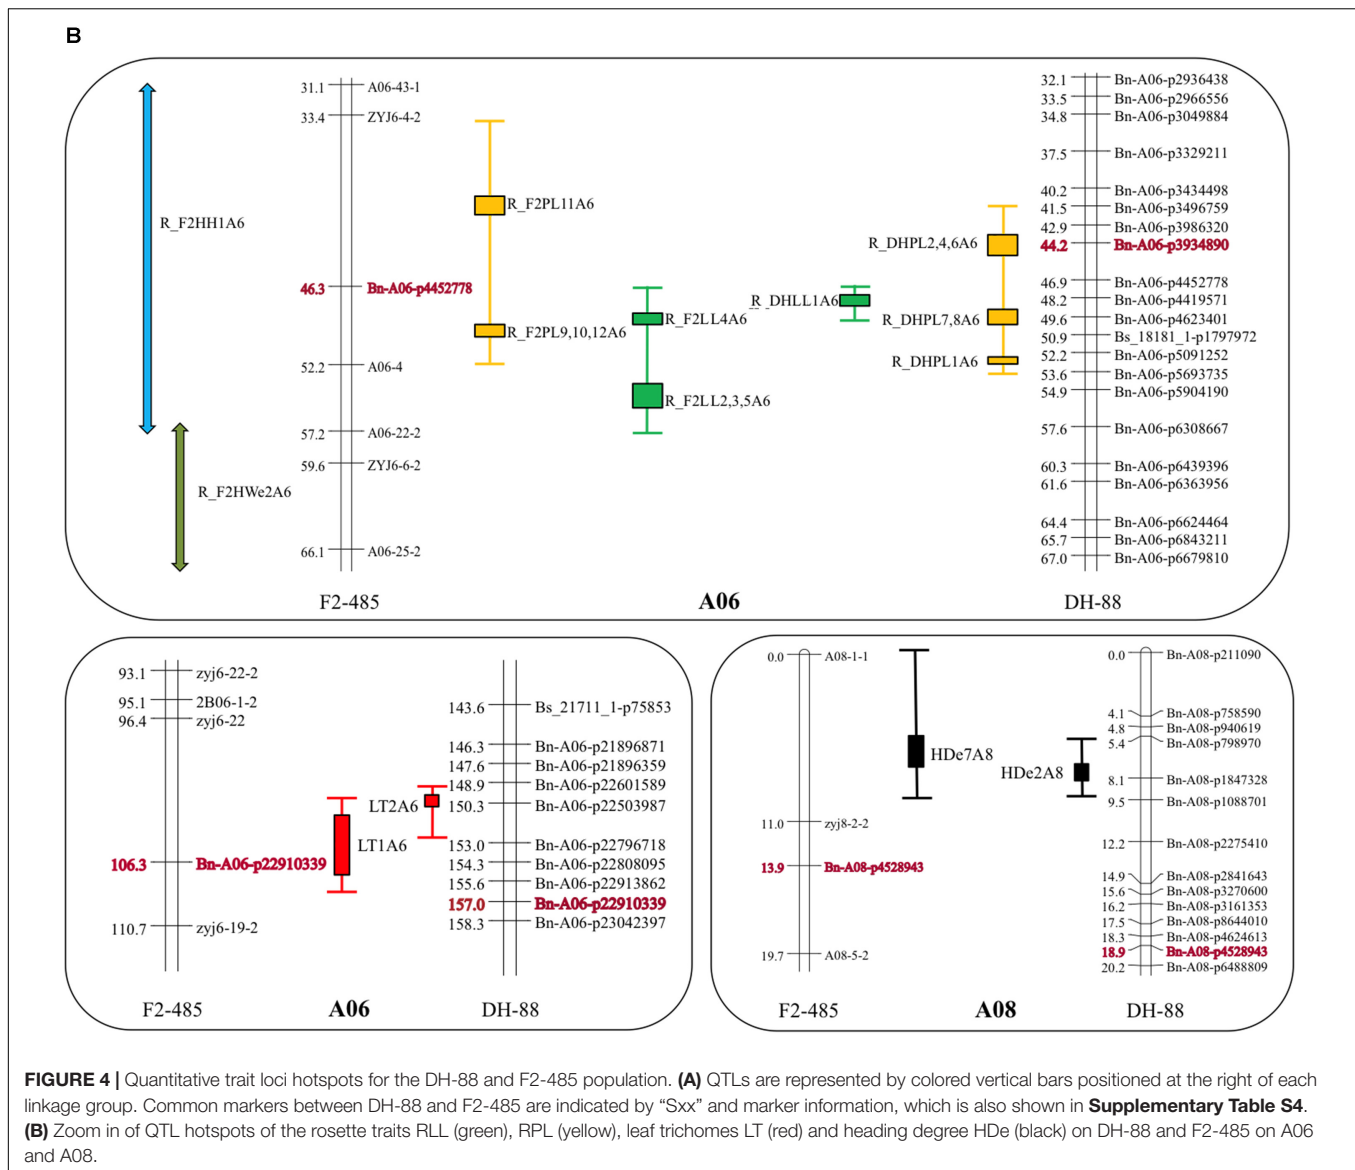 B
31.1 A06-43-1
33.4 ZYJ6-4-2
46.3 Bn-A06-p4452778
52.2 A06-4
57.2 A06-22-2
59.6 ZYJ6-6-2
66.1 A06-25-2
R_F2HH1A6
R_F2HWe2A6
R_F2PL11A6
R_F2PL9,10,12A6
R_F2LL4A6
R_F2LL2,3,5A6
R_DHLL1A6
R_DHPL2,4,6A6
R_DHPL7,8A6
R_DHPL1A6
32.1 Bn-A06-p2936438
33.5 Bn-A06-p2966556
34.8 Bn-A06-p3049884
37.5 Bn-A06-p3329211
40.2 Bn-A06-p3434498
41.5 Bn-A06-p3496759
42.9 Bn-A06-p3986320
44.2 Bn-A06-p3934890
46.9 Bn-A06-p4452778
48.2 Bn-A06-p4419571
49.6 Bn-A06-p4623401
50.9 Bs_18181_1-p1797972
52.2 Bn-A06-p5091252
53.6 Bn-A06-p5693735
54.9 Bn-A06-p5904190
57.6 Bn-A06-p6308667
60.3 Bn-A06-p6439396
61.6 Bn-A06-p6363956
64.4 Bn-A06-p6624464
65.7 Bn-A06-p6843211
67.0 Bn-A06-p6679810
F2-485 A06 DH-88
93.1 zyj6-22-2
95.1 2B06-1-2
96.4 zyj6-22
106.3 Bn-A06-p22910339
110.7 zyj6-19-2
LT1A6
LT2A6
143.6 Bs_21711_1-p75853
146.3 Bn-A06-p21896871
147.6 Bn-A06-p21896359
148.9 Bn-A06-p22601589
150.3 Bn-A06-p22503987
153.0 Bn-A06-p22796718
154.3 Bn-A06-p22808095
155.6 Bn-A06-p22913862
157.0 Bn-A06-p22910339
158.3 Bn-A06-p23042397
F2-485 A06 DH-88
0.0 A08-1-1
11.0 zyj8-2-2
13.9 Bn-A08-p4528943
19.7 A08-5-2
HDe7A8
HDe2A8
0.0 Bn-A08-p211090
4.1 Bn-A08-p758590
4.8 Bn-A08-p940619
5.4 Bn-A08-p798970
8.1 Bn-A08-p1847328
9.5 Bn-A08-p1088701
12.2 Bn-A08-p2275410
14.9 Bn-A08-p2841643
15.6 Bn-A08-p3270600
16.2 Bn-A08-p3161353
17.5 Bn-A08-p8644010
18.3 Bn-A08-p4624613
18.9 Bn-A08-p4528943
20.2 Bn-A08-p6488809
F2-485 A08 DH-88
FIGURE 4 | Quantitative trait loci hotspots for the DH-88 and F2-485 population. (A) QTLs are represented by colored vertical bars positioned at the right of each
linkage group. Common markers between DH-88 and F2-485 are indicated by “Sxx” and marker information, which is also shown in Supplementary Table S4.
(B) Zoom in of QTL hotspots of the rosette traits RLL (green), RPL (yellow), leaf trichomes LT (red) and heading degree HDe (black) on DH-88 and F2-485 on A06
and A08.